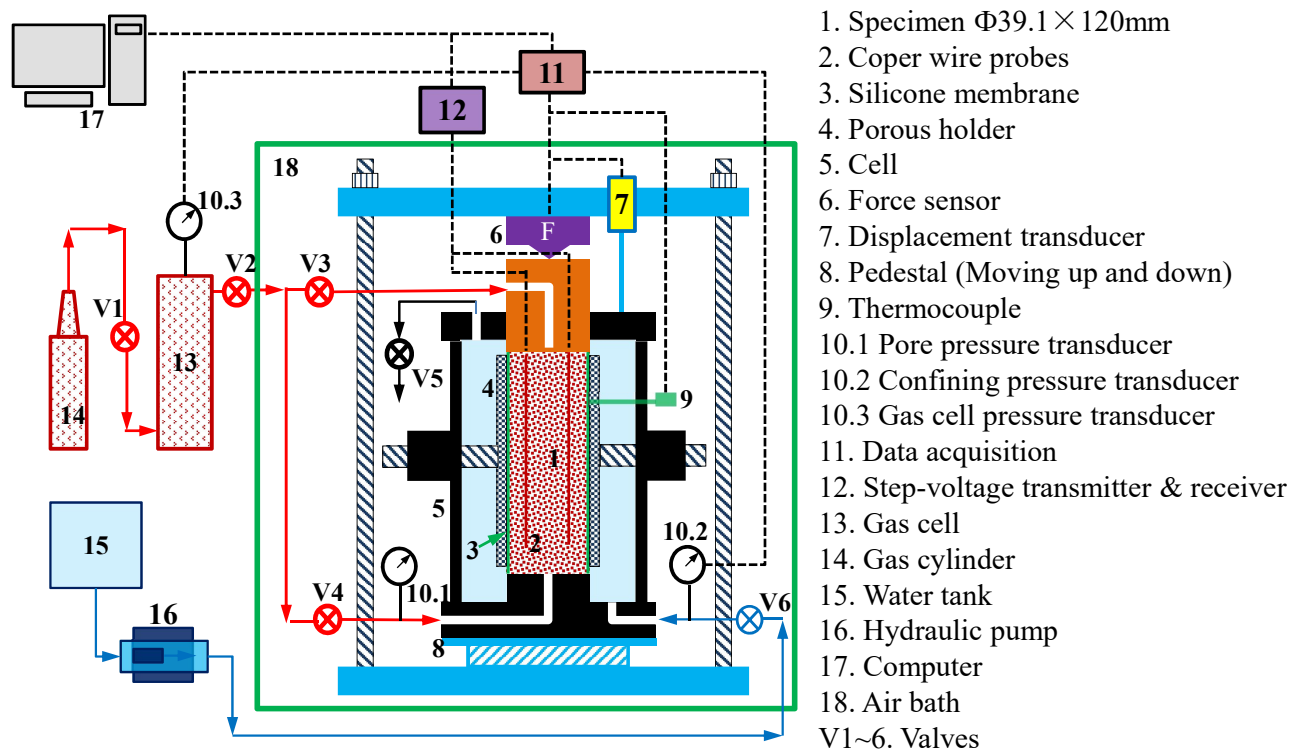 17
11
12
18
10.3
7
6
F
V2
V3
V1
13
14
V5
4
9
1
5
3
2
10.2
15
10.1
V4
V6
16
8
1. Specimen Φ39.1×120mm
2. Coper wire probes
3. Silicone membrane
4. Porous holder
5. Cell
6. Force sensor
7. Displacement transducer
8. Pedestal (Moving up and down)
9. Thermocouple
10.1 Pore pressure transducer
10.2 Confining pressure transducer
10.3 Gas cell pressure transducer
11. Data acquisition
12. Step-voltage transmitter & receiver
13. Gas cell
14. Gas cylinder
15. Water tank
16. Hydraulic pump
17. Computer
18. Air bath
V1~6. Valves